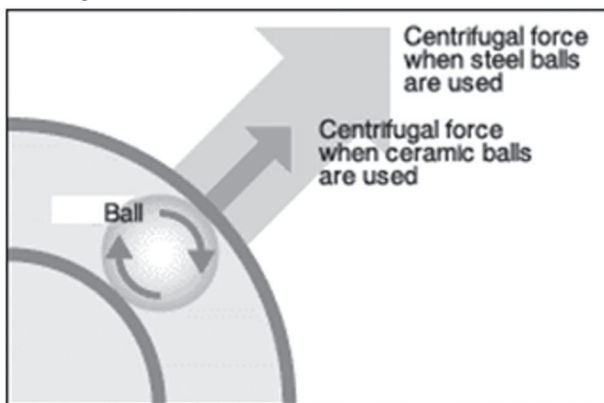 Centrifugal force
when steel balls
are used
Centrifugal force
when ceramic balls
are used
Ball